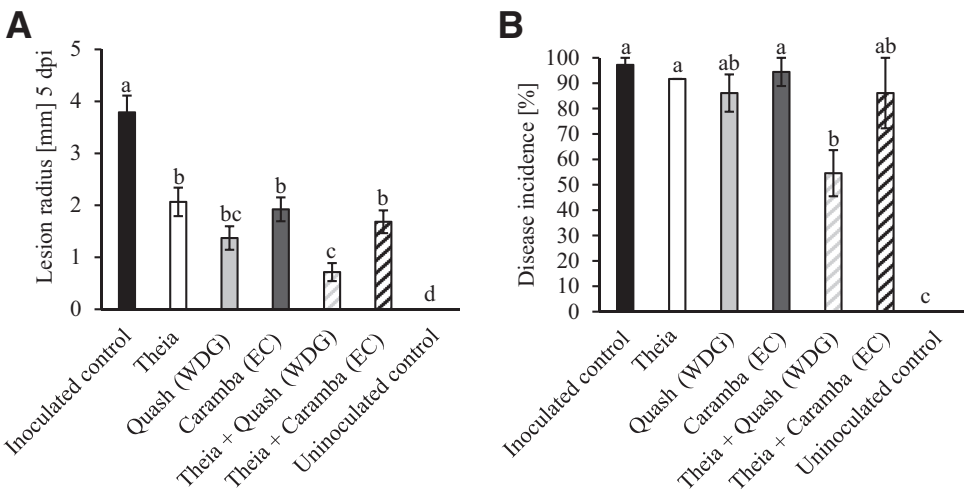 A
Lesion radius [mm] 5 dpi
5
4
3
2
1
0
a
b
bc
b
c
b
d
Inoculated control
Theia
Quash (WDG)
Caramba (EC)
Theia + Quash (WDG)
Theia + Caramba (EC)
Uninoculated control
B
Disease incidence [%]
100
90
80
70
60
50
40
30
20
10
0
a
a
ab
a
b
ab
c
Inoculated control
Theia
Quash (WDG)
Caramba (EC)
Theia + Quash (WDG)
Theia + Caramba (EC)
Uninoculated control